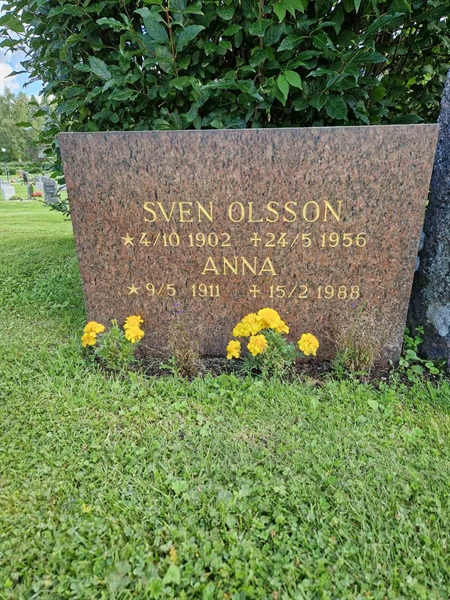 SVEN OLSSON
★4/10 1902 ✝24/5 1956
ANNA
★9/5 1911 ✝15/2 1988